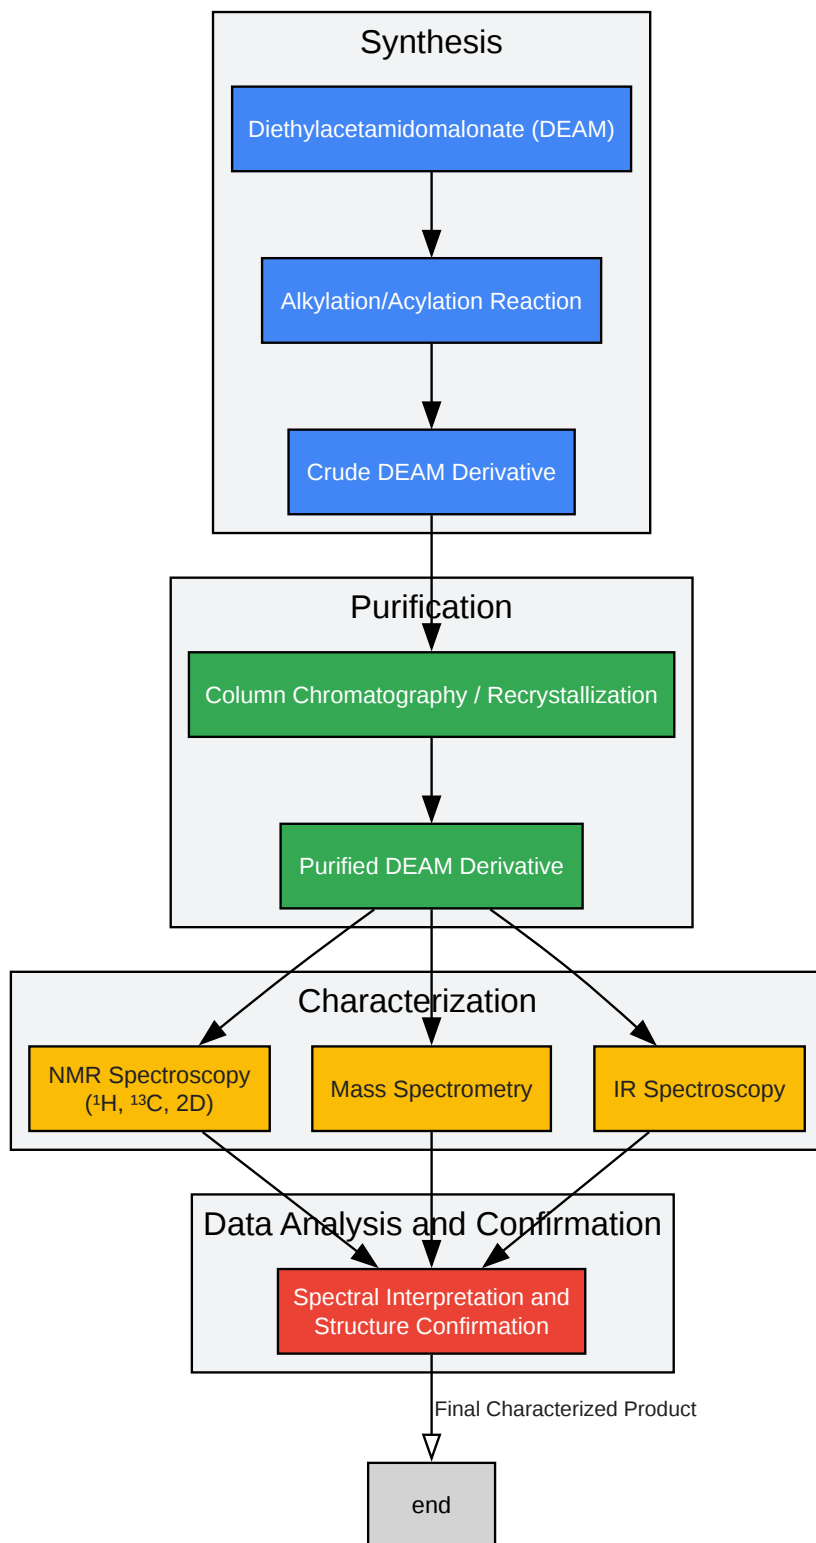 Synthesis
Diethylacetamidomalonate (DEAM)
Alkylation/Acylation Reaction
Crude DEAM Derivative
Purification
Column Chromatography / Recrystallization
Purified DEAM Derivative
Characterization
NMR Spectroscopy
(¹H, ¹³C, 2D)
Mass Spectrometry
IR Spectroscopy
Data Analysis and Confirmation
Spectral Interpretation and
Structure Confirmation
Final Characterized Product
end